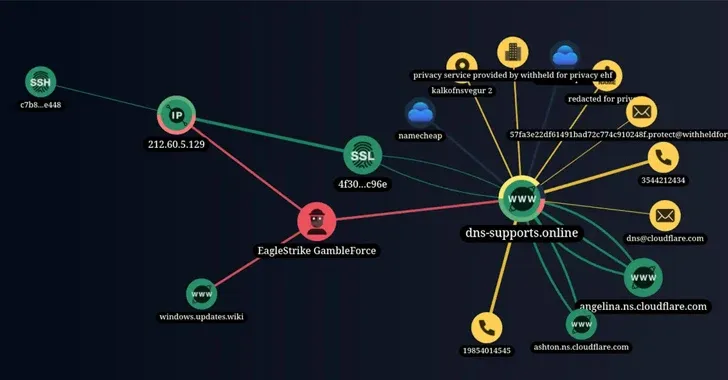 SSH
c7b8...e448
IP
212.60.5.129
SSL
4f30...c96e
EagleStrike GambleForce
www
windows.updates.wiki
privacy service provided by withheld for privacy ehf
kalkofnsvegur 2
redacted for priv
namecheap
57fa3e22df61491bad72c774c910248f.protect@withheldfor
3544212434
www
dns-supports.online
dns@cloudflare.com
www
angelina.ns.cloudflare.com
www
ashton.ns.cloudflare.com
19854014545